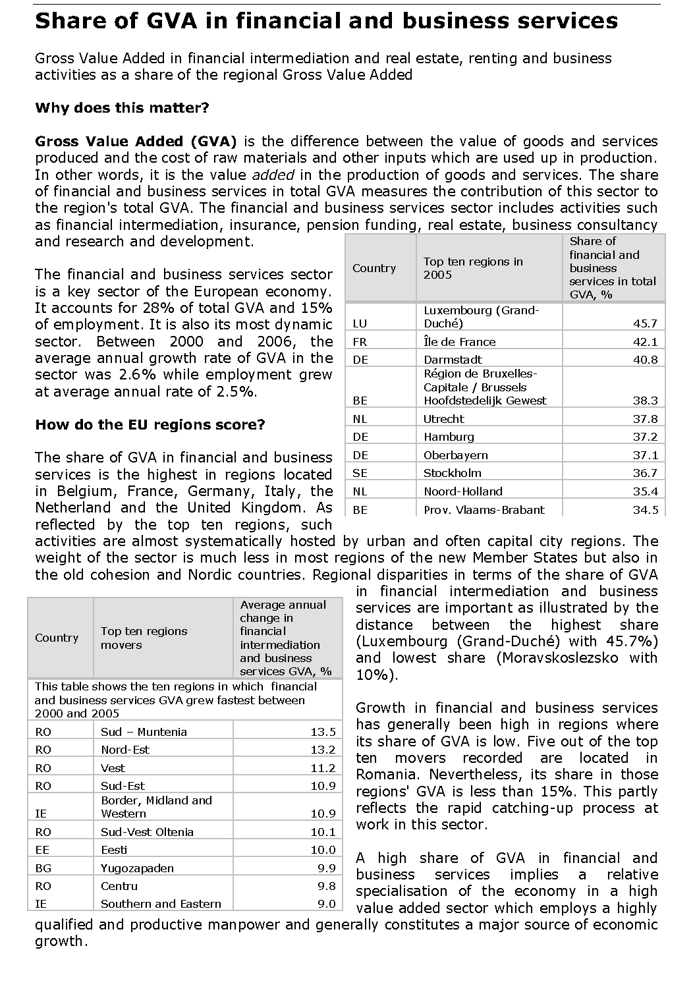 Share of GVA in financial and business services
Gross Value Added in financial intermediation and real estate, renting and business
activities as a share of the regional Gross Value Added
Why does this matter?
Gross Value Added (GVA) is the difference between the value of goods and services
produced and the cost of raw materials and other inputs which are used up in production.
In other words, it is the value added in the production of goods and services. The share
of financial and business services in total GVA measures the contribution of this sector to
the region's total GVA. The financial and business services sector includes activities such
as financial intermediation, insurance, pension funding, real estate, business consultancy
and research and development.
The financial and business services sector
is a key sector of the European economy.
It accounts for 28% of total GVA and 15%
of employment. It is also its most dynamic
sector. Between 2000 and 2006, the
average annual growth rate of GVA in the
sector was 2.6% while employment grew
at average annual rate of 2.5%.
Country
Top ten regions in
2005
Share of
financial and
business
services in total
GVA, %
Luxembourg (Grand-
LU Duché) 45.7
FR Île de France 42.1
DE Darmstadt 40.8
Région de Bruxelles-
Capitale / Brussels
BE Hoofdstedelijk Gewest 38.3
NL Utrecht 37.8
DE Hamburg 37.2
DE Oberbayern 37.1
SE Stockholm 36.7
NL Noord-Holland 35.4
BE Prov. Vlaams-Brabant 34.5
How do the EU regions score?
The share of GVA in financial and business
services is the highest in regions located
in Belgium, France, Germany, Italy, the
Netherland and the United Kingdom. As
reflected by the top ten regions, such
activities are almost systematically hosted by urban and often capital city regions. The
weight of the sector is much less in most regions of the new Member States but also in
the old cohesion and Nordic countries. Regional disparities in terms of the share of GVA
in financial intermediation and business
services are important as illustrated by the
distance between the highest share
(Luxembourg (Grand-Duché) with 45.7%)
and lowest share (Moravskoslezsko with
10%).
Country
Top ten regions
movers
Average annual
change in
financial
intermediation
and business
services GVA, %
This table shows the ten regions in which financial
and business services GVA grew fastest between
2000 and 2005
RO Sud – Muntenia 13.5
RO Nord-Est 13.2
RO Vest 11.2
RO Sud-Est 10.9
Border, Midland and
IE Western 10.9
RO Sud-Vest Oltenia 10.1
EE Eesti 10.0
BG Yugozapaden 9.9
RO Centru 9.8
IE Southern and Eastern 9.0
Growth in financial and business services
has generally been high in regions where
its share of GVA is low. Five out of the top
ten movers recorded are located in
Romania. Nevertheless, its share in those
regions' GVA is less than 15%. This partly
reflects the rapid catching-up process at
work in this sector.
A high share of GVA in financial and
business services implies a relative
specialisation of the economy in a high
value added sector which employs a highly
qualified and productive manpower and generally constitutes a major source of economic
growth.